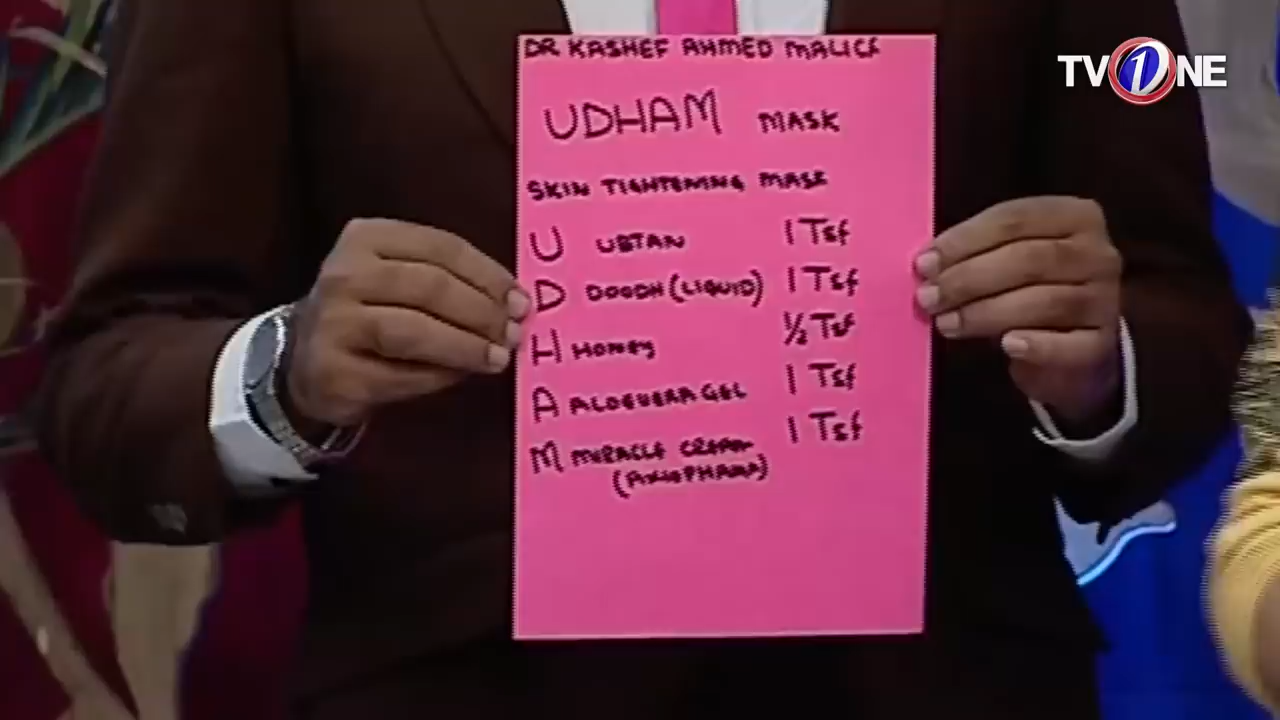 TV ONE
DR KASHEF AHMED MALICK
UDHAM MASK
SKIN TIGHTENING MASK
U UBTAN 1 Tsf
D DOODH (LIQUID) 1 Tsf
H HONEY 1/2 Tsf
A ALOEVERA GEL 1 Tsf
M MIRACLE CREAM 1 Tsf